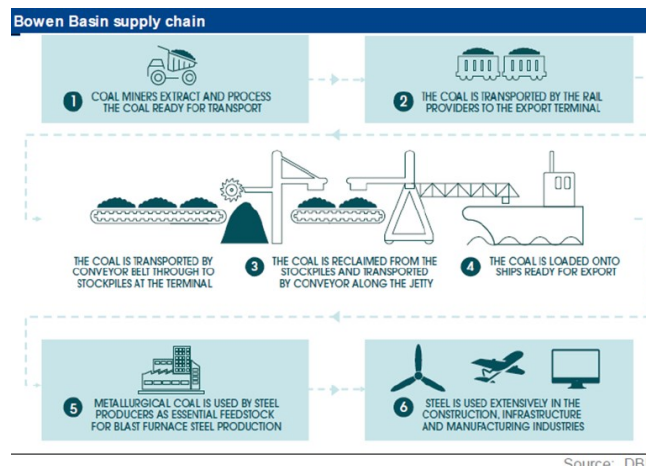 Bowen Basin supply chain
1
COAL MINERS EXTRACT AND PROCESS
THE COAL READY FOR TRANSPORT
2
THE COAL IS TRANSPORTED BY THE RAIL
PROVIDERS TO THE EXPORT TERMINAL
THE COAL IS TRANSPORTED BY
CONVEYOR BELT THROUGH TO
STOCKPILES AT THE TERMINAL
3
THE COAL IS RECLAIMED FROM THE
STOCKPILES AND TRANSPORTED
BY CONVEYOR ALONG THE JETTY
4
THE COAL IS LOADED ONTO
SHIPS READY FOR EXPORT
5
METALLURGICAL COAL IS USED BY STEEL
PRODUCERS AS ESSENTIAL FEEDSTOCK
FOR BLAST FURNACE STEEL PRODUCTION
6
STEEL IS USED EXTENSIVELY IN THE
CONSTRUCTION, INFRASTRUCTURE
AND MANUFACTURING INDUSTRIES
Source: DB